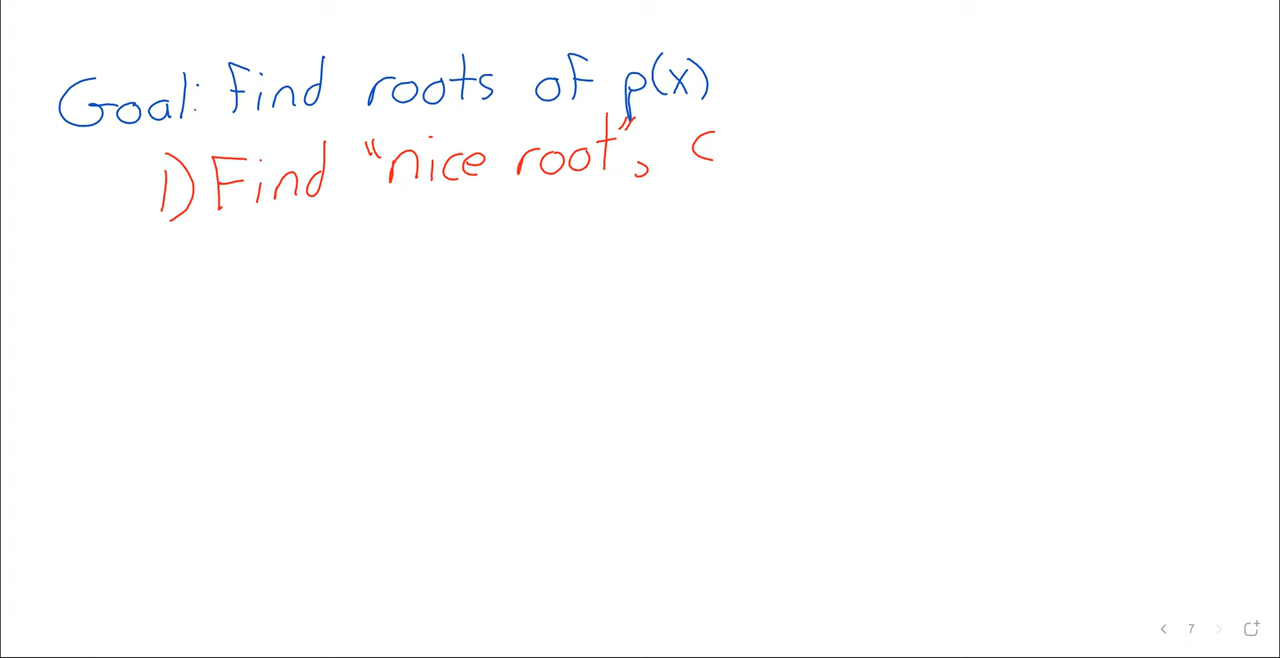 Goal: find roots of p(x)
1) Find "nice root", c
7